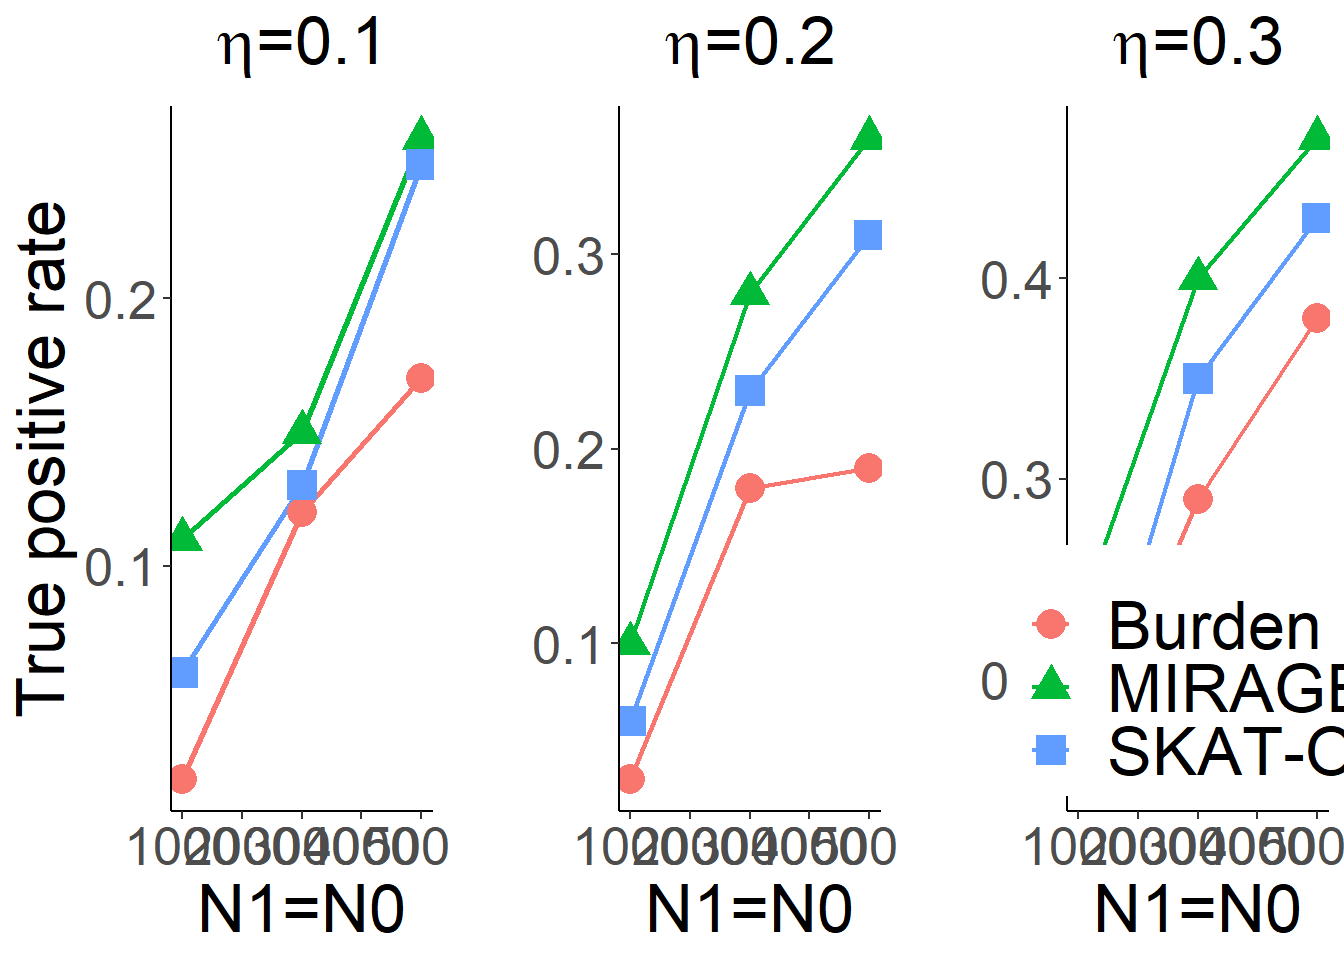 η=0.1
η=0.2
η=0.3
True positive rate
0.2
0.1
0.3
0.2
0.1
0.4
0.3
0
Burden
MIRAGE
SKAT-O
N1=N0
N1=N0
N1=N0